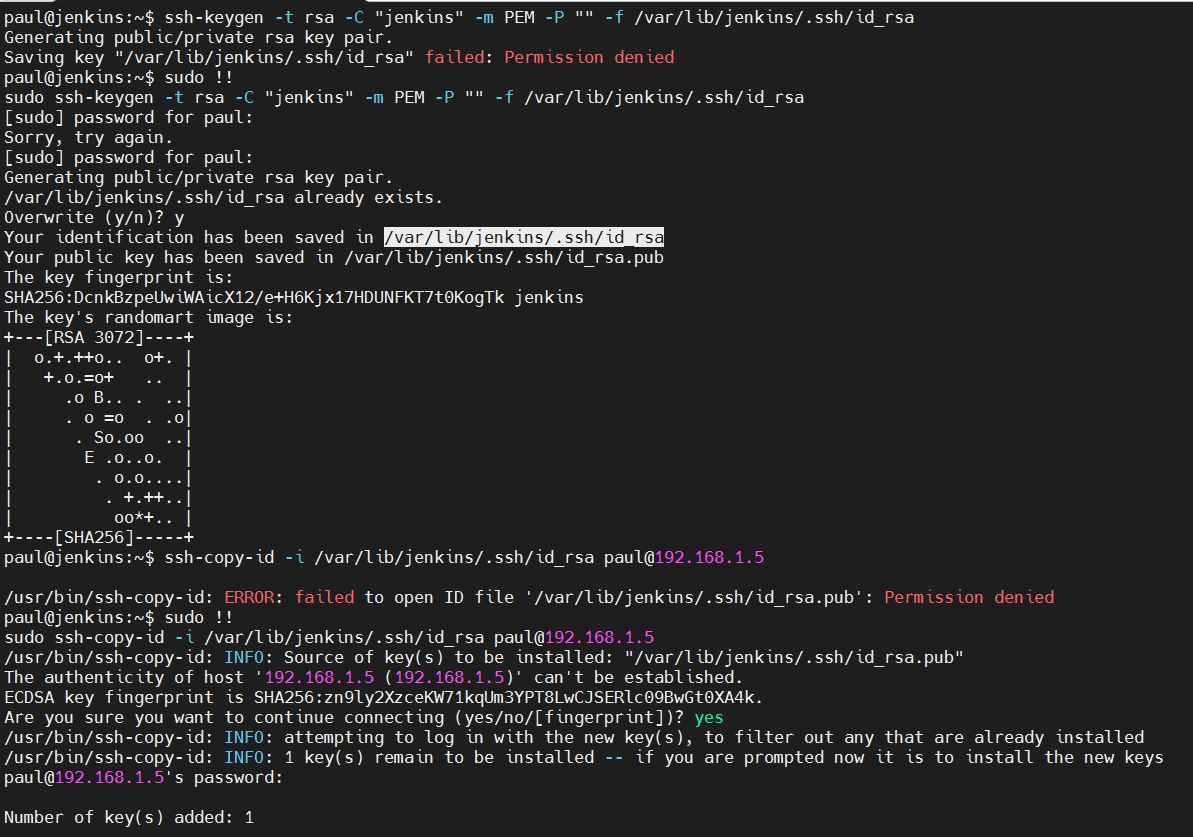 paul@jenkins:~$ ssh-keygen -t rsa -C "jenkins" -m PEM -P "" -f /var/lib/jenkins/.ssh/id_rsa
Generating public/private rsa key pair.
Saving key "/var/lib/jenkins/.ssh/id_rsa" failed: Permission denied
paul@jenkins:~$ sudo !!
sudo ssh-keygen -t rsa -C "jenkins" -m PEM -P "" -f /var/lib/jenkins/.ssh/id_rsa
[sudo] password for paul:
Sorry, try again.
[sudo] password for paul:
Generating public/private rsa key pair.
/var/lib/jenkins/.ssh/id_rsa already exists.
Overwrite (y/n)? y
Your identification has been saved in /var/lib/jenkins/.ssh/id_rsa
Your public key has been saved in /var/lib/jenkins/.ssh/id_rsa.pub
The key fingerprint is:
SHA256:DcnkBzpeUwiWAicX12/e+H6Kjx17HDUNFKT7t0KogTk jenkins
The key's randomart image is:
+---[RSA 3072]----+
|  o.+.++o..  o+. |
|   +.o.=o+   ..  |
|     .o B.. .  ..|
|     . o =o  . .o|
|      . So.oo  ..|
|       E .o..o.  |
|        . o.o....|
|         . +.++..|
|          oo*+.. |
+----[SHA256]-----+
paul@jenkins:~$ ssh-copy-id -i /var/lib/jenkins/.ssh/id_rsa paul@192.168.1.5
/usr/bin/ssh-copy-id: ERROR: failed to open ID file '/var/lib/jenkins/.ssh/id_rsa.pub': Permission denied
paul@jenkins:~$ sudo !!
sudo ssh-copy-id -i /var/lib/jenkins/.ssh/id_rsa paul@192.168.1.5
/usr/bin/ssh-copy-id: INFO: Source of key(s) to be installed: "/var/lib/jenkins/.ssh/id_rsa.pub"
The authenticity of host '192.168.1.5 (192.168.1.5)' can't be established.
ECDSA key fingerprint is SHA256:zn9ly2XzceKW71kqUm3YPT8LwCJSERlc09BwGt0XA4k.
Are you sure you want to continue connecting (yes/no/[fingerprint])? yes
/usr/bin/ssh-copy-id: INFO: attempting to log in with the new key(s), to filter out any that are already installed
/usr/bin/ssh-copy-id: INFO: 1 key(s) remain to be installed -- if you are prompted now it is to install the new keys
paul@192.168.1.5's password:
Number of key(s) added: 1